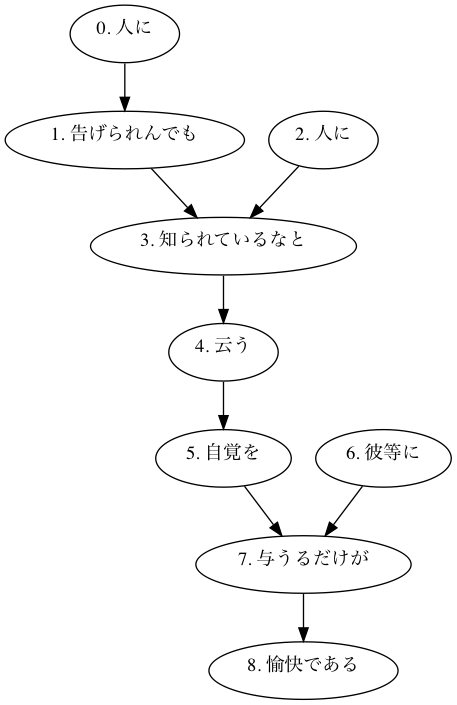 0. 人に
1. 告げられんでも
2. 人に
3. 知られているなと
4. 云う
5. 自覚を
6. 彼等に
7. 与うるだけが
8. 愉快である